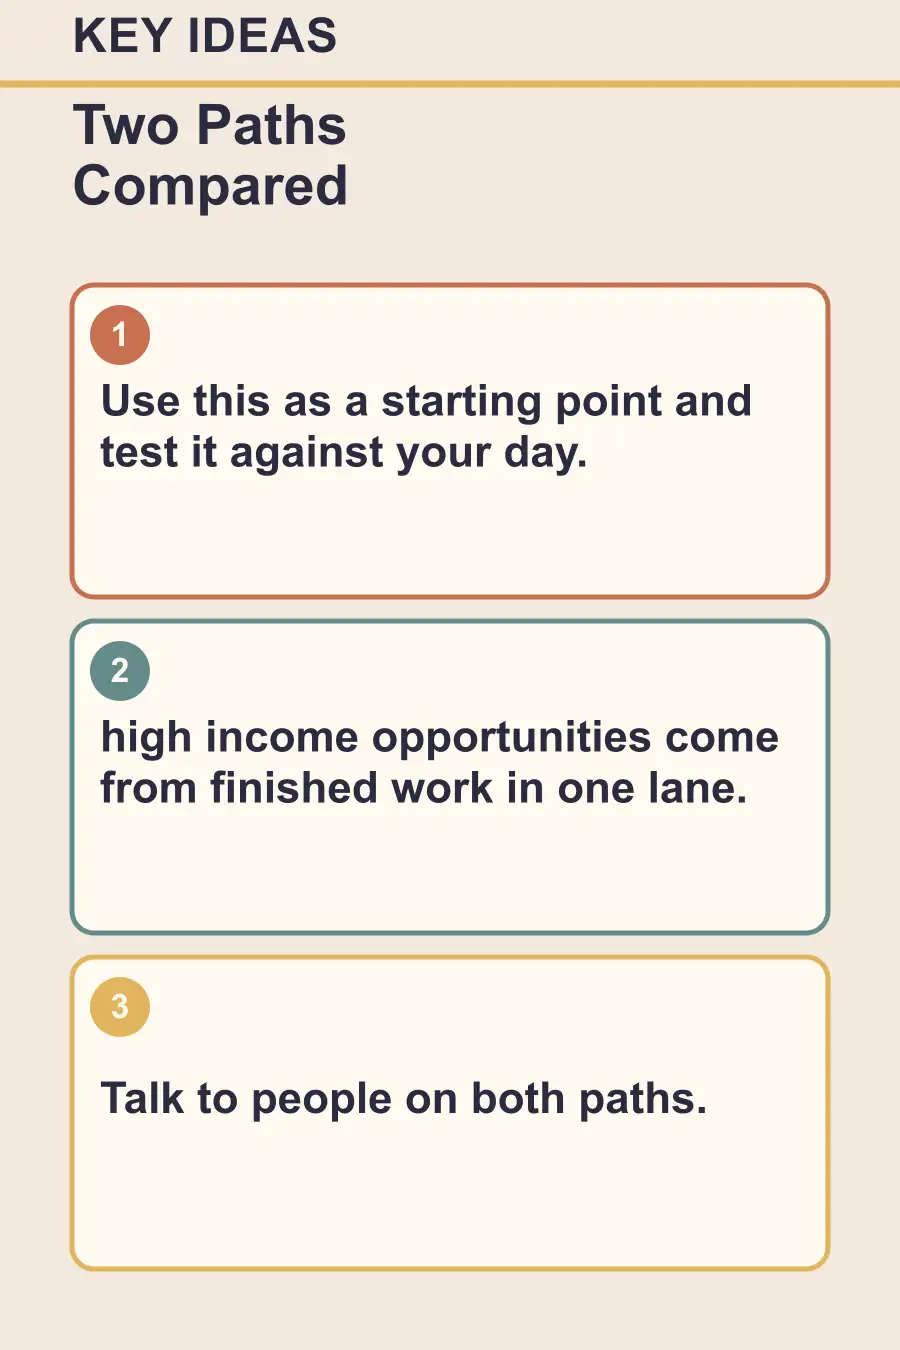 KEY IDEAS
Two Paths
Compared
1
Use this as a starting point and
test it against your day.
2
high income opportunities come
from finished work in one lane.
3
Talk to people on both paths.